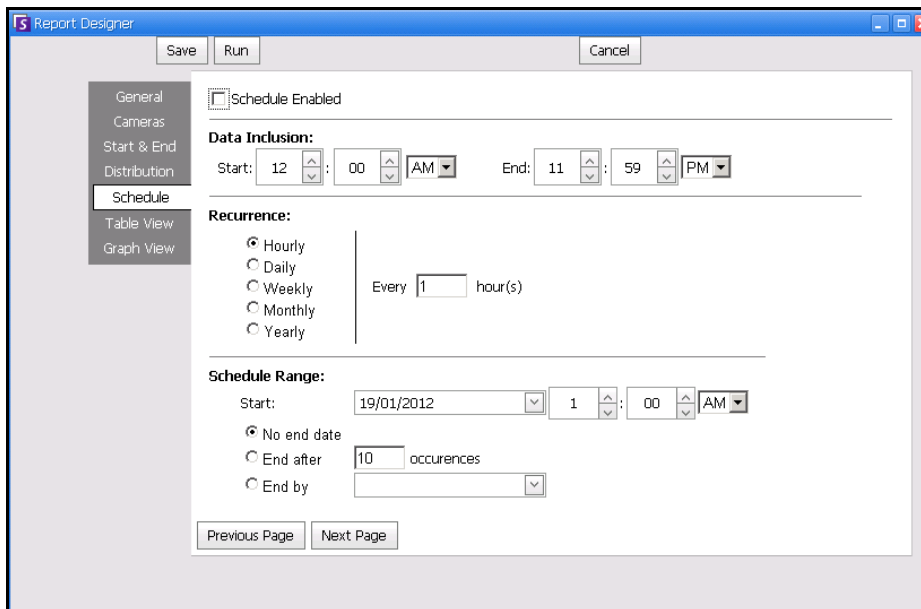 Report Designer
Save Run Cancel
General
Cameras
Start & End
Distribution
Schedule
Table View
Graph View
Schedule Enabled
Data Inclusion:
Start: 12 : 00 AM End: 11 : 59 PM
Recurrence:
Hourly
Daily
Weekly
Monthly
Yearly
Every 1 hour(s)
Schedule Range:
Start: 19/01/2012 1 : 00 AM
No end date
End after 10 occurences
End by
Previous Page Next Page